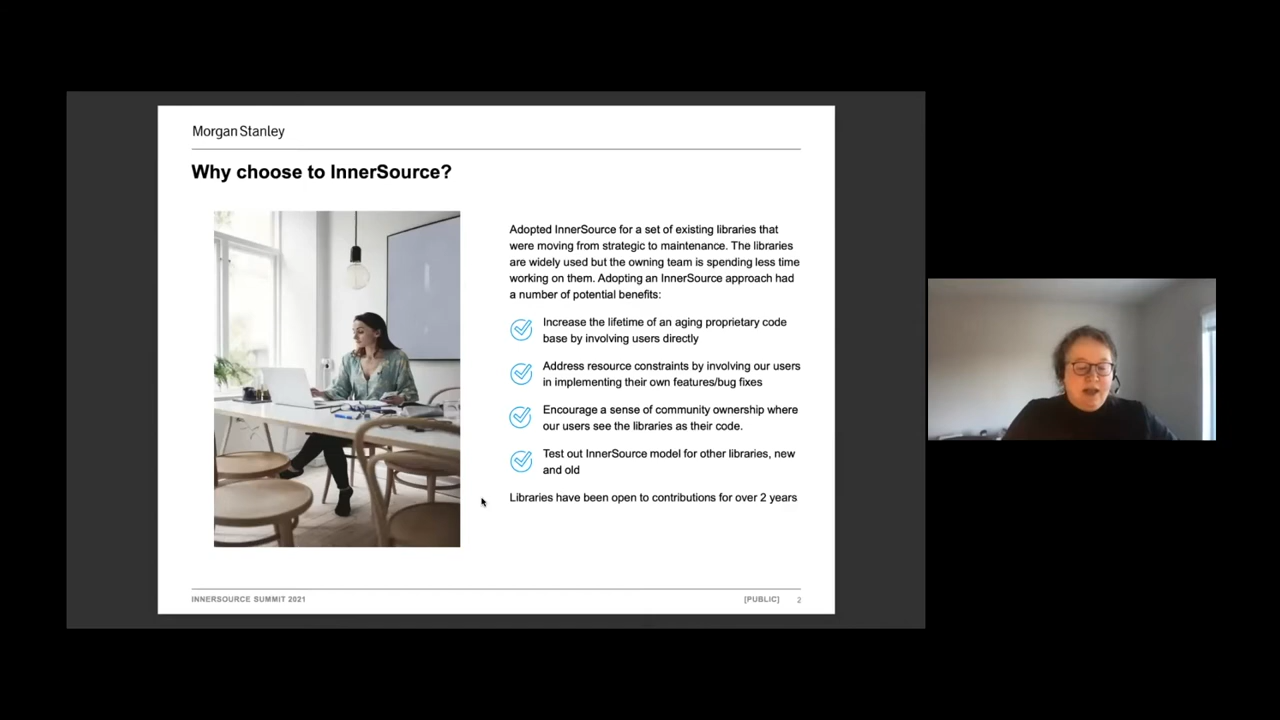 Morgan Stanley
Why choose to InnerSource?
Adopted InnerSource for a set of existing libraries that
were moving from strategic to maintenance. The libraries
are widely used but the owning team is spending less time
working on them. Adopting an InnerSource approach had
a number of potential benefits:
Increase the lifetime of an aging proprietary code
base by involving users directly
Address resource constraints by involving our users
in implementing their own features/bug fixes
Encourage a sense of community ownership where
our users see the libraries as their code.
Test out InnerSource model for other libraries, new
and old
Libraries have been open to contributions for over 2 years
INNERSOURCE SUMMIT 2021
[PUBLIC] 2